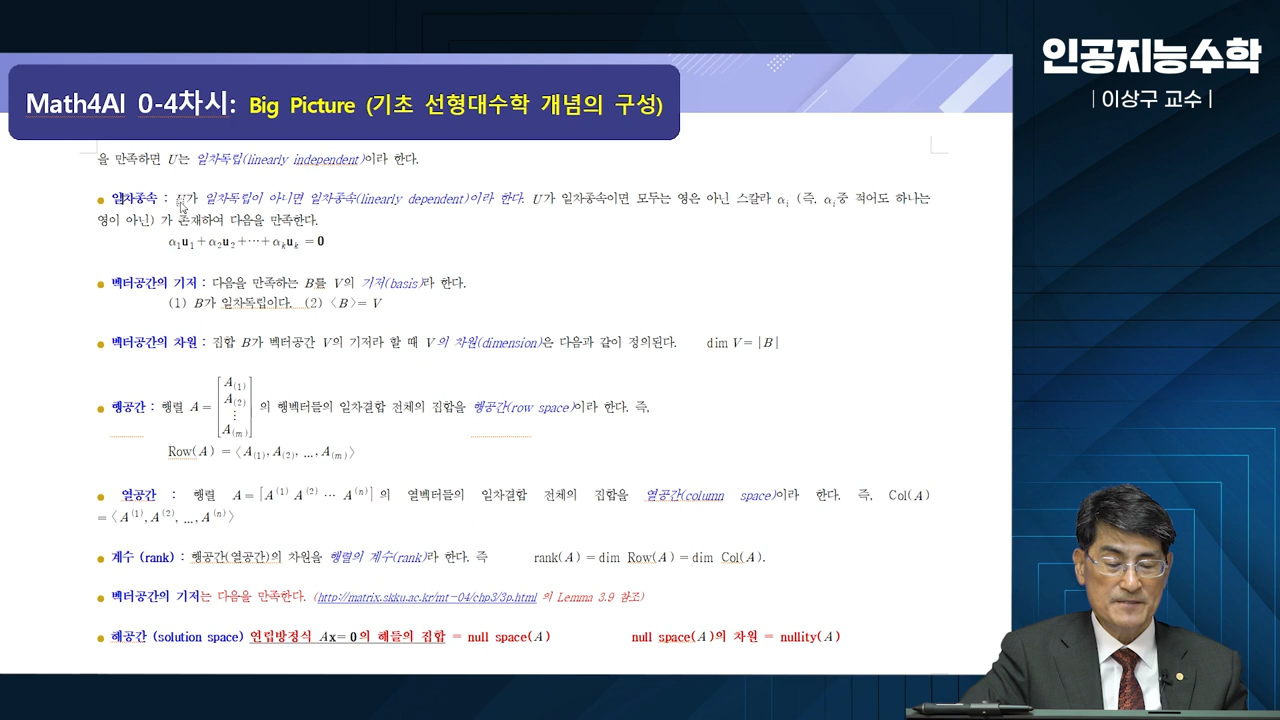 인공지능수학
| 이상구 교수 |
Math4AI 0-4차시: Big Picture (기초 선형대수학 개념의 구성)
을 만족하면 U는 일차독립(linearly independent)이라 한다.
● 일차종속 : U가 일차독립이 아니면 일차종속(linearly dependent)이라 한다. U가 일차종속이면 모두는 영은 아닌 스칼라 αᵢ (즉, αᵢ중 적어도 하나는
영이 아닌) 가 존재하여 다음을 만족한다.
α₁u₁ + α₂u₂ + ⋯ + αₖuₖ = 0
● 벡터공간의 기저 : 다음을 만족하는 B를 V의 기저(basis)라 한다.
(1) B가 일차독립이다. (2) 〈B〉= V
● 벡터공간의 차원 : 집합 B가 벡터공간 V의 기저라 할 때 V의 차원(dimension)은 다음과 같이 정의된다. dim V = |B|
● 행공간 : 행렬 A = [A₍₁₎ A₍₂₎ ⋮ A₍ₘ₎] 의 행벡터들의 일차결합 전체의 집합을 행공간(row space)이라 한다. 즉,
Row(A) = 〈A₍₁₎, A₍₂₎, ..., A₍ₘ₎〉
● 열공간 : 행렬 A = [A⁽¹⁾ A⁽²⁾ ⋯ A⁽ⁿ⁾] 의 열벡터들의 일차결합 전체의 집합을 열공간(column space)이라 한다. 즉, Col(A)
= 〈A⁽¹⁾, A⁽²⁾, ..., A⁽ⁿ⁾〉
● 계수 (rank) : 행공간(열공간)의 차원을 행렬의 계수(rank)라 한다. 즉 rank(A) = dim Row(A) = dim Col(A).
● 벡터공간의 기저는 다음을 만족한다. (http://matrix.skku.ac.kr/mt-04/chp3/3p.html 의 Lemma 3.9 참조)
● 해공간 (solution space) 연립방정식 Ax = 0의 해들의 집합 = null space(A) null space(A)의 차원 = nullity(A)